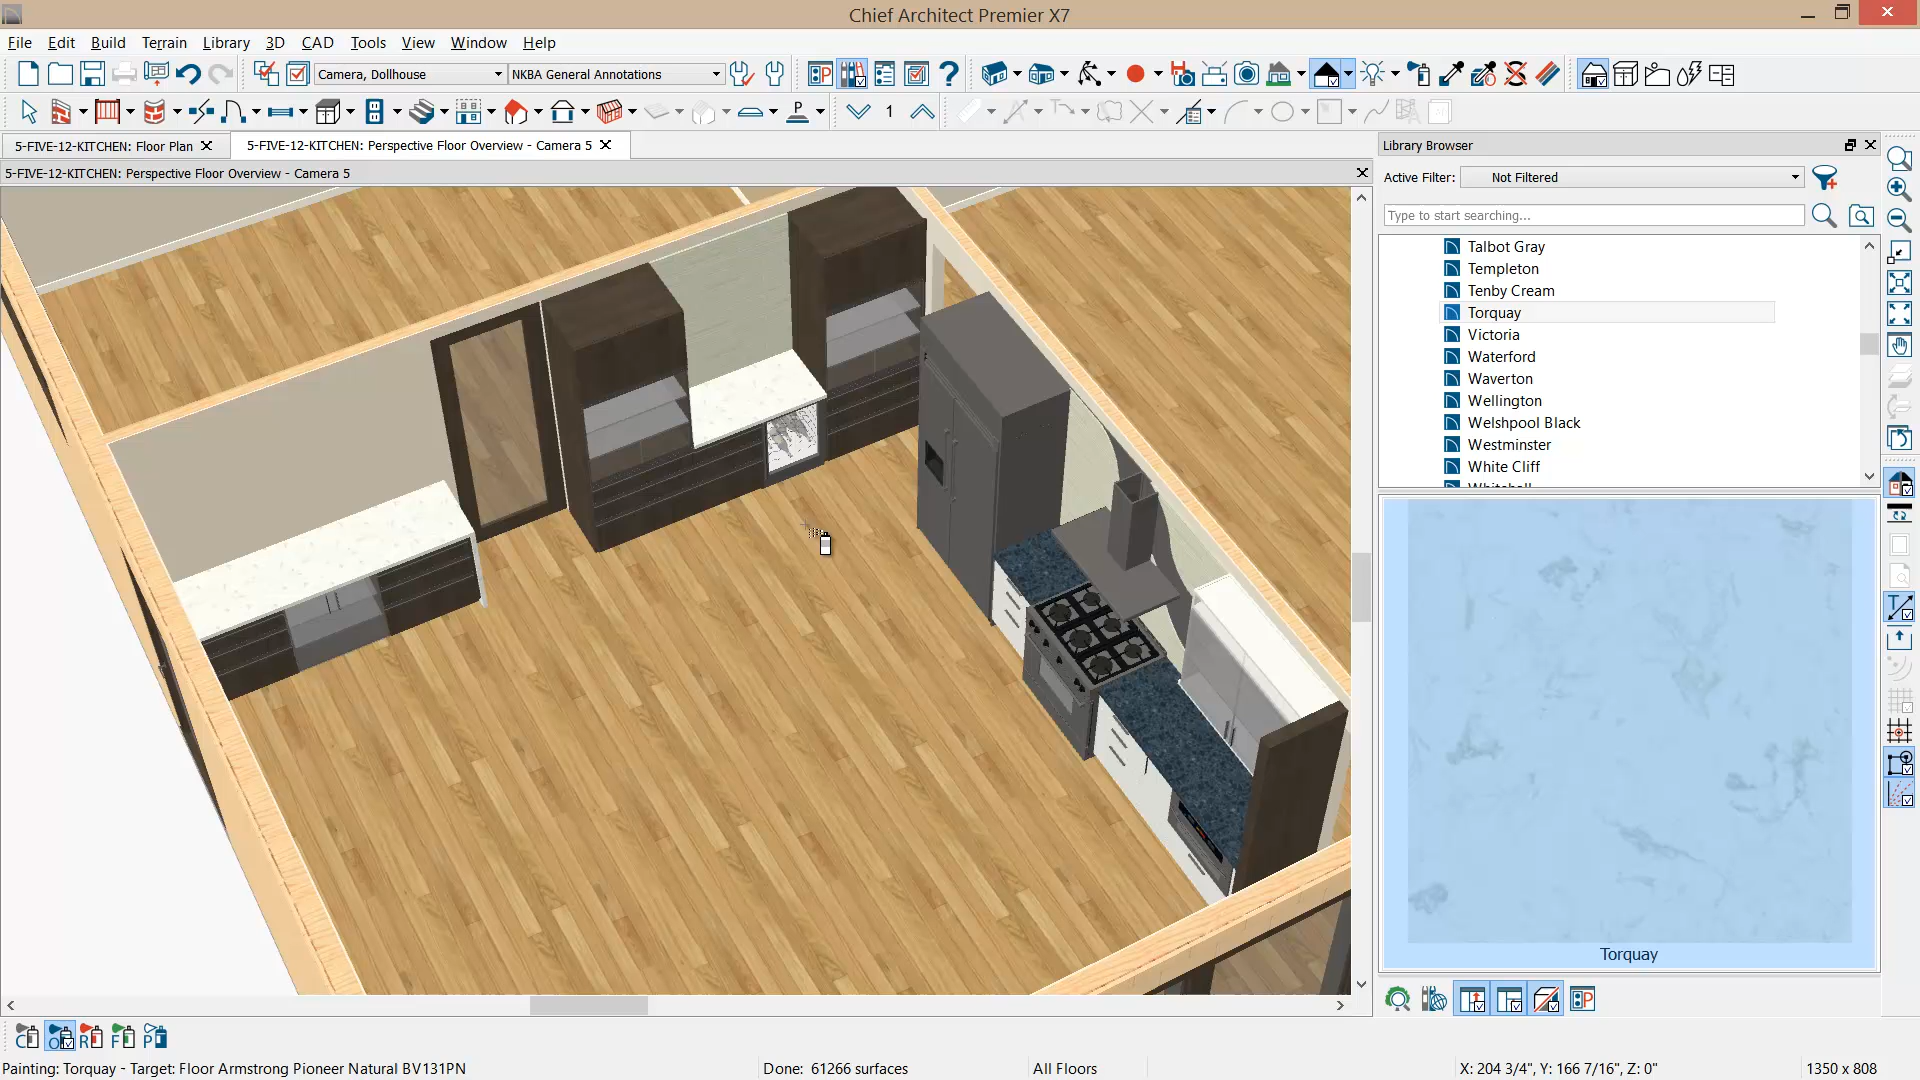 Chief Architect Premier X7
File Edit Build Terrain Library 3D CAD Tools View Window Help
Camera, Dollhouse NKBA General Annotations
1
5-FIVE-12-KITCHEN: Floor Plan 5-FIVE-12-KITCHEN: Perspective Floor Overview - Camera 5
5-FIVE-12-KITCHEN: Perspective Floor Overview - Camera 5
Library Browser
Active Filter: Not Filtered
Type to start searching...
Talbot Gray
Templeton
Tenby Cream
Torquay
Victoria
Waterford
Waverton
Wellington
Welshpool Black
Westminster
White Cliff
Torquay
Painting: Torquay - Target: Floor Armstrong Pioneer Natural BV131PN Done: 61266 surfaces All Floors X: 204 3/4", Y: 166 7/16", Z: 0" 1350 x 808